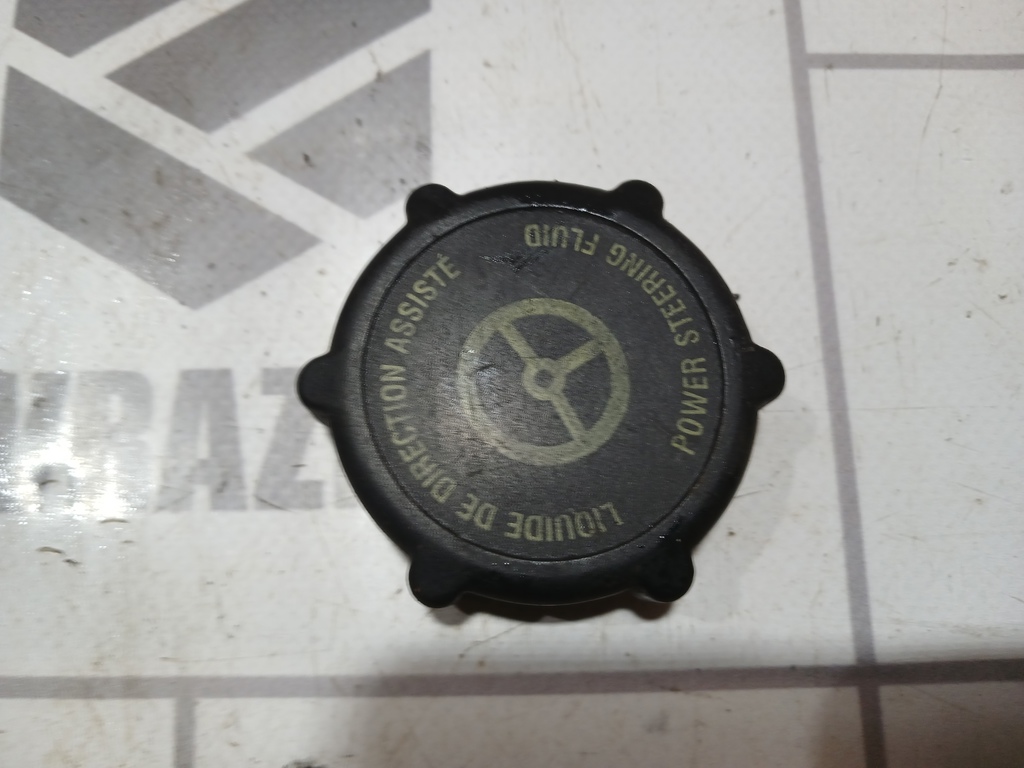 LIQUIDE DE DIRECTION ASSISTÉ
POWER STEERING FLUID